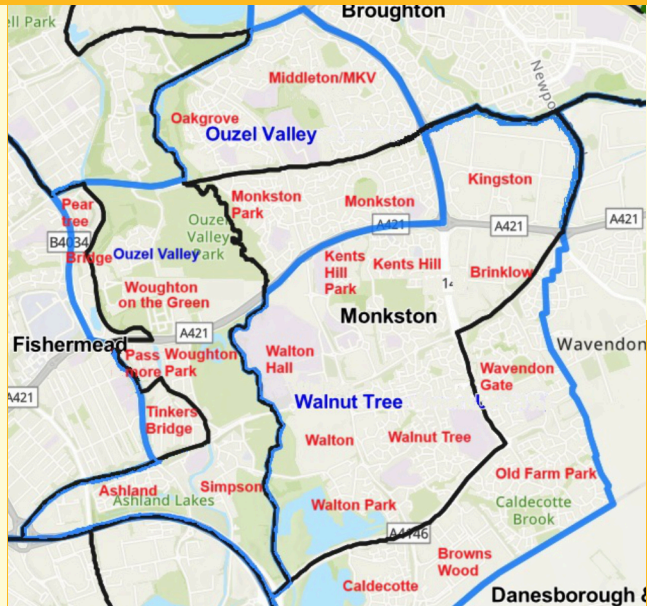 Broughton
ell Park
Middleton/MKV
Newpo
Oakgrove
Ouzel Valley
Kingston
Monkston
Park
Monkston
Pear
tree
Bridge
Ouzel
Valley
Park
A421
A421
A421
B4034
Ouzel Valley
Kents
Hill
Park
Kents Hill
Brinklow
14
Woughton
on the Green
Monkston
A421
Fishermead
Pass
more
Woughton
Park
Walton
Hall
Wavendon
Wavendon
Gate
A421
Walnut Tree
Tinkers
Bridge
Walton
Walnut Tree
Old Farm Park
Simpson
Ashland
Ashland Lakes
Walton Park
Caldecotte
Brook
A4146
Browns
Wood
Caldecotte
Danesborough &